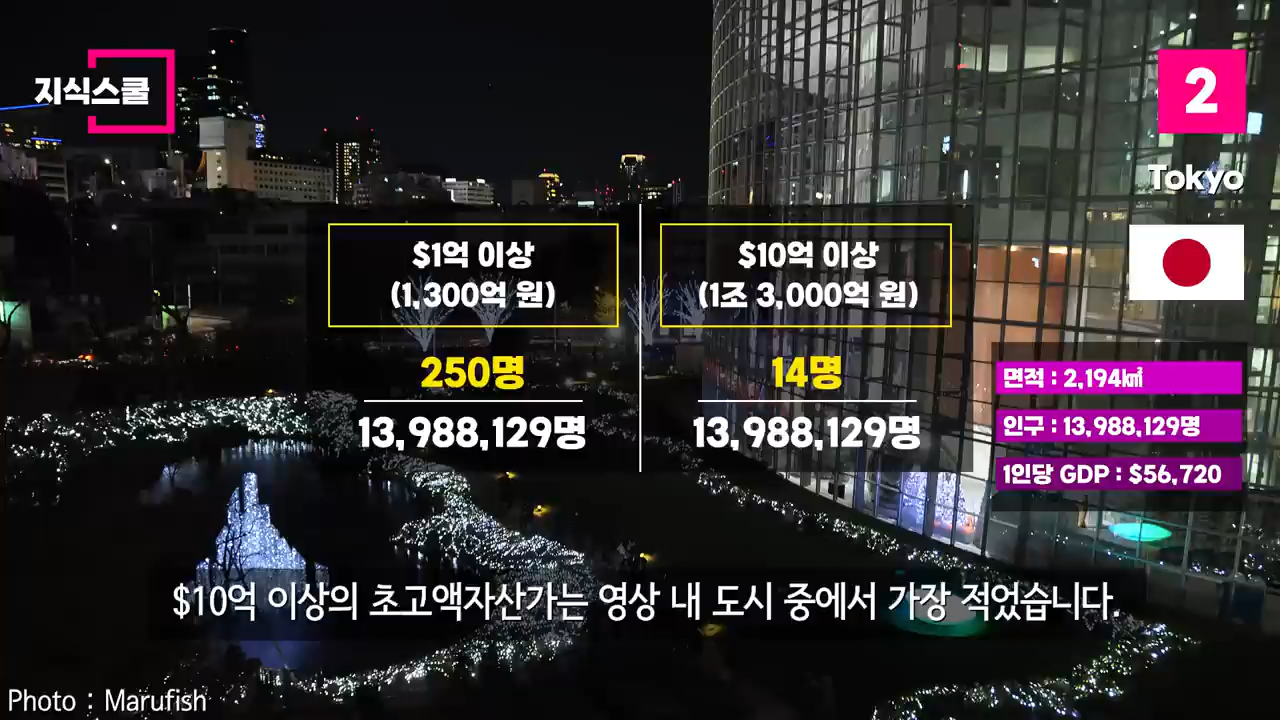 지식스쿨
2
Tokyo
$1억 이상
(1,300억 원)
250명
13,988,129명
$10억 이상
(1조 3,000억 원)
14명
13,988,129명
면적 : 2,194㎢
인구 : 13,988,129명
1인당 GDP : $56,720
$10억 이상의 초고액자산가는 영상 내 도시 중에서 가장 적었습니다.
Photo : Marufish